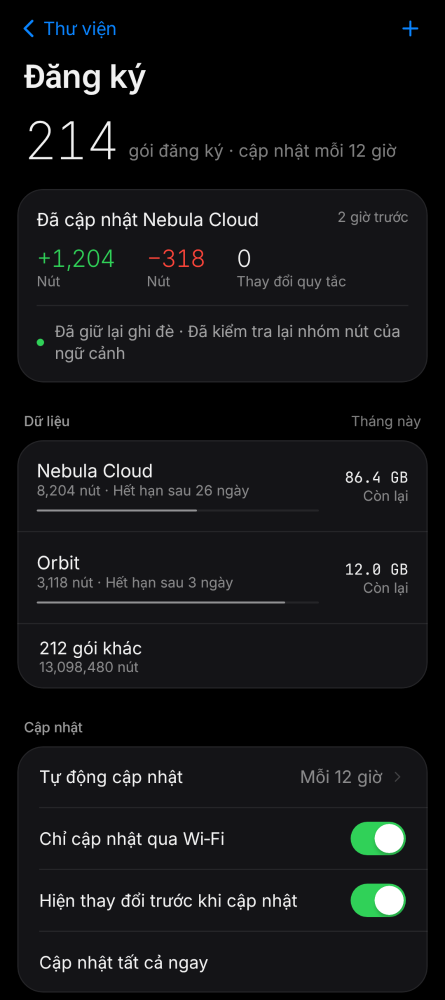 Thư viện
+
Đăng ký
214 gói đăng ký · cập nhật mỗi 12 giờ
Đã cập nhật Nebula Cloud 2 giờ trước
+1,204 −318 0
Nút Nút Thay đổi quy tắc
Đã giữ lại ghi đè · Đã kiểm tra lại nhóm nút của
ngữ cảnh
Dữ liệu Tháng này
Nebula Cloud 86.4 GB
8,204 nút · Hết hạn sau 26 ngày Còn lại
Orbit 12.0 GB
3,118 nút · Hết hạn sau 3 ngày Còn lại
212 gói khác
13,098,480 nút
Cập nhật
Tự động cập nhật Mỗi 12 giờ
Chỉ cập nhật qua Wi-Fi
Hiện thay đổi trước khi cập nhật
Cập nhật tất cả ngay